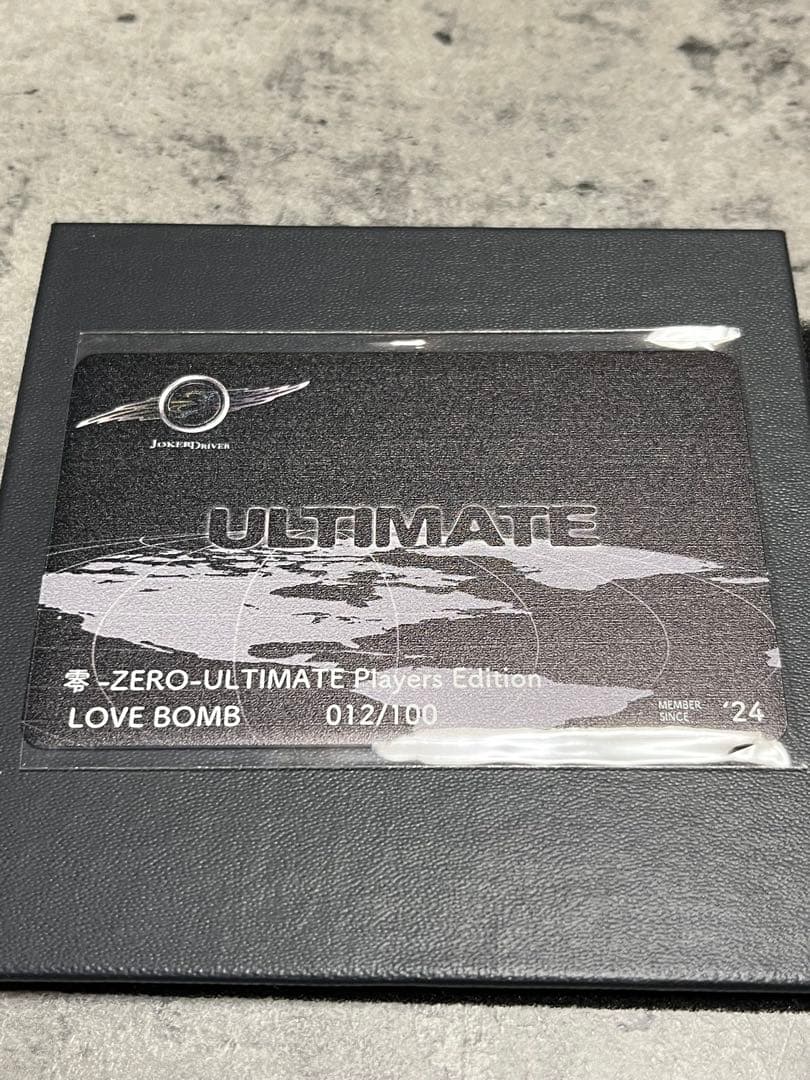 JOKERDRIVER
ULTIMATE
零-ZERO-ULTIMATE Players Edition
LOVE BOMB 012/100 MEMBER SINCE '24